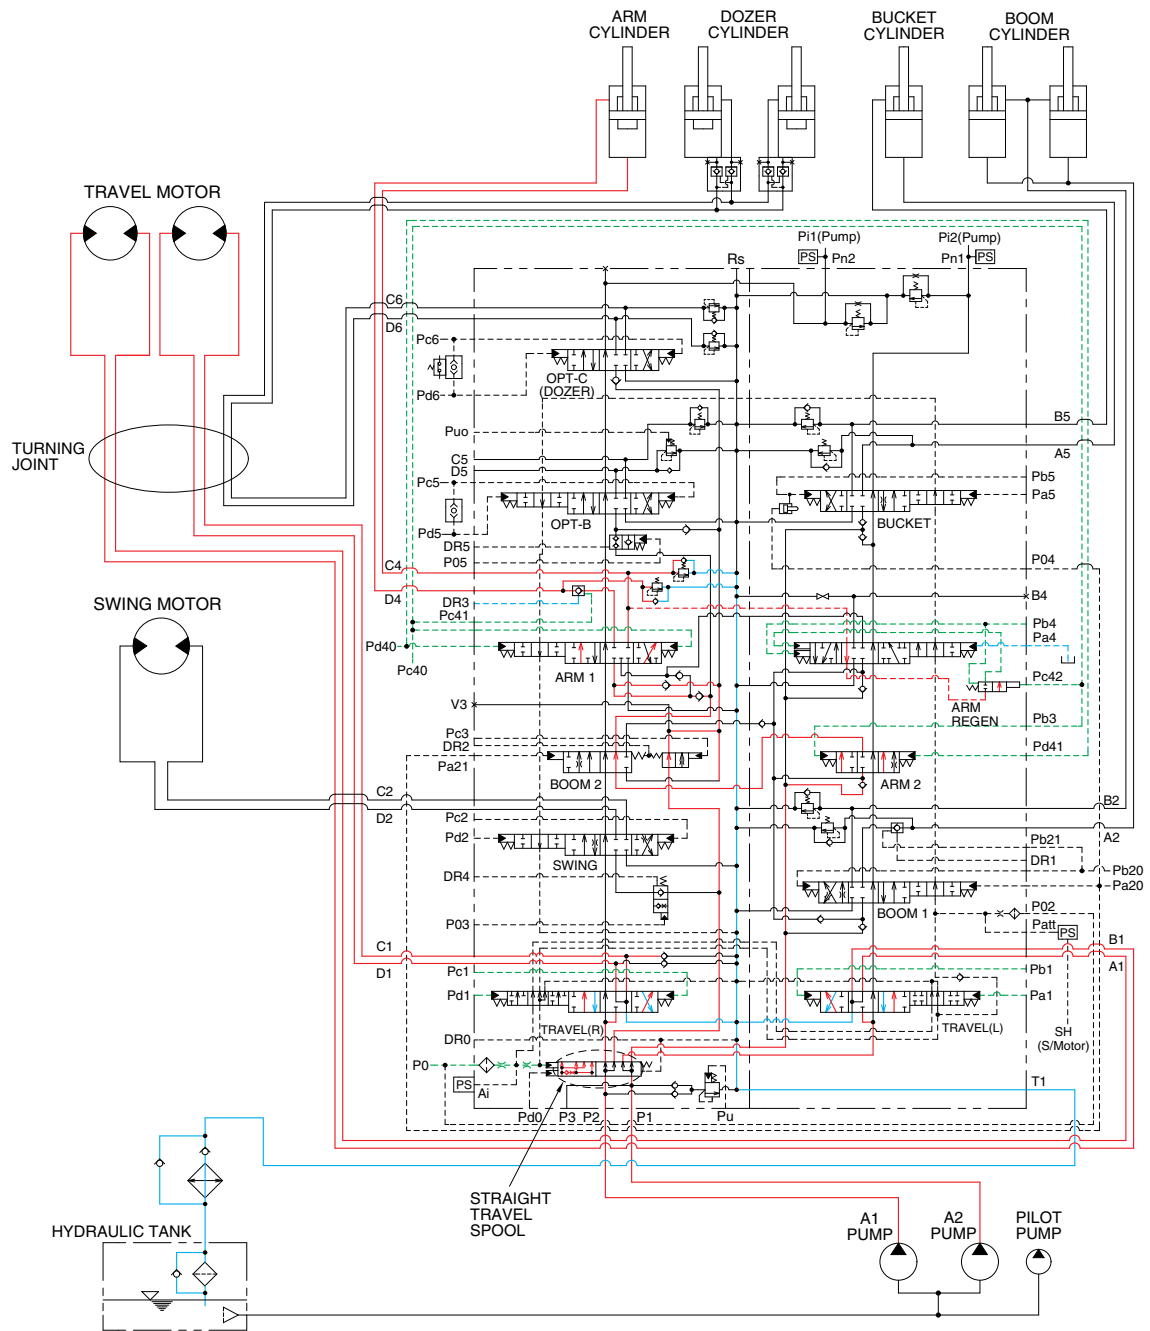 ARM
CYLINDER
DOZER
CYLINDER
BUCKET
CYLINDER
BOOM
CYLINDER
TRAVEL MOTOR
Pi1(Pump)
Pi2(Pump)
PS
Pn2
Pn1
PS
Rs
C6
D6
Pc6
OPT-C
(DOZER)
Pd6
B5
A5
TURNING
JOINT
Puo
C5
D5
Pc5
Pb5
Pa5
OPT-B
BUCKET
Pd5
DR5
P05
P04
C4
D4
DR3
Pc41
B4
SWING MOTOR
Pb4
Pa4
Pd40
Pc40
ARM 1
Pc42
ARM
REGEN
V3
Pb3
Pc3
DR2
Pd41
Pa21
BOOM 2
ARM 2
C2
D2
B2
A2
Pc2
Pd2
SWING
Pb21
DR1
Pb20
Pa20
DR4
BOOM 1
P03
P02
Patt
PS
C1
D1
B1
A1
Pc1
Pb1
Pd1
Pa1
TRAVEL(R)
TRAVEL(L)
SH
(S/Motor)
DR0
P0
PS
Ai
T1
Pd0
P3
P2
P1
Pu
STRAIGHT
TRAVEL
SPOOL
HYDRAULIC TANK
A1
PUMP
A2
PUMP
PILOT
PUMP